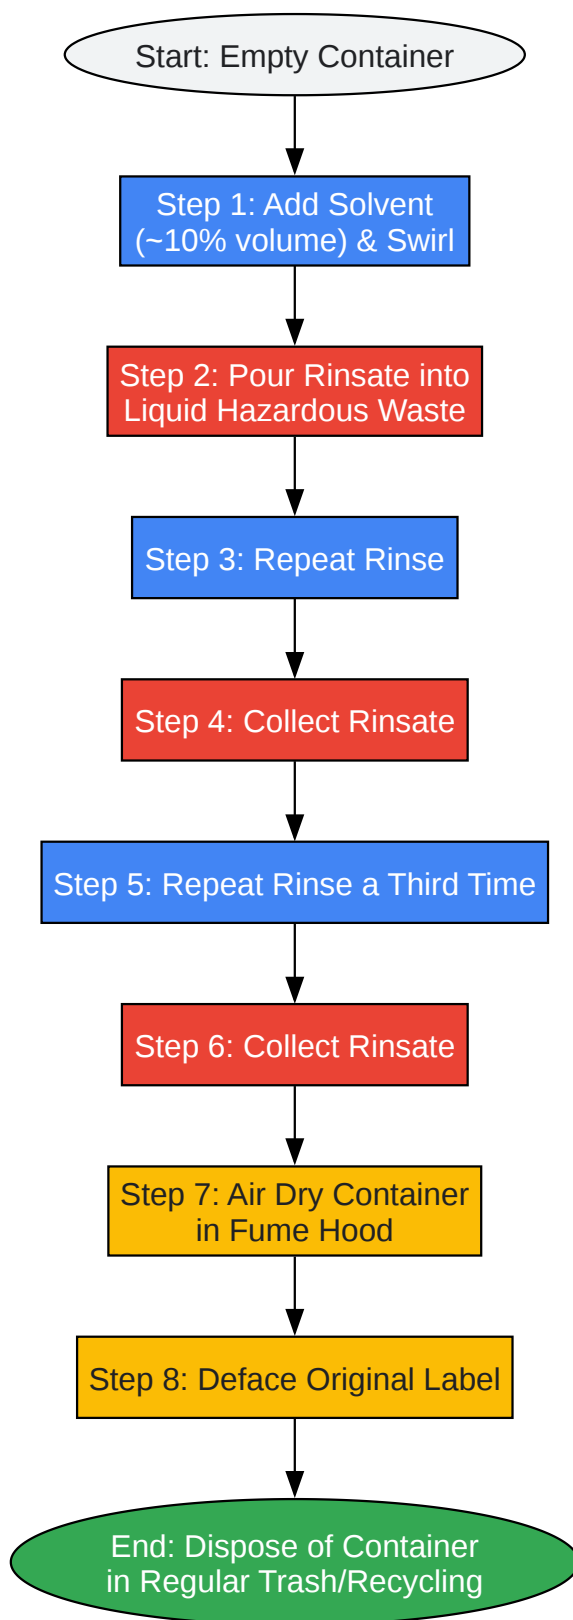 Start: Empty Container
Step 1: Add Solvent
(~10% volume) & Swirl
Step 2: Pour Rinsate into
Liquid Hazardous Waste
Step 3: Repeat Rinse
Step 4: Collect Rinsate
Step 5: Repeat Rinse a Third Time
Step 6: Collect Rinsate
Step 7: Air Dry Container
in Fume Hood
Step 8: Deface Original Label
End: Dispose of Container
in Regular Trash/Recycling